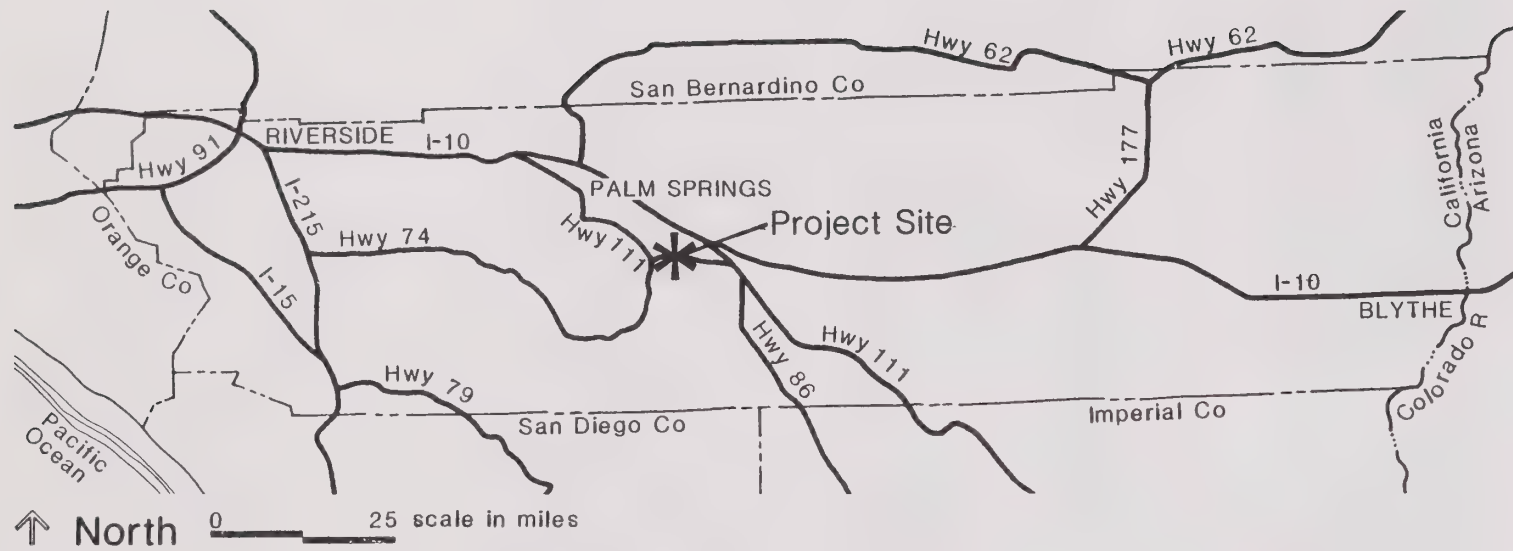 Hwy 62
Hwy 62
San Bernardino Co
RIVERSIDE
I-10
Hwy 91
Hwy 177
California
Arizona
PALM SPRINGS
I-215
Project Site
Orange Co
Hwy 74
Hwy 111
I-15
I-10
BLYTHE
Hwy 79
Hwy 86
Hwy 111
Colorado R
San Diego Co
Imperial Co
Pacific
Ocean
North
0 25 scale in miles